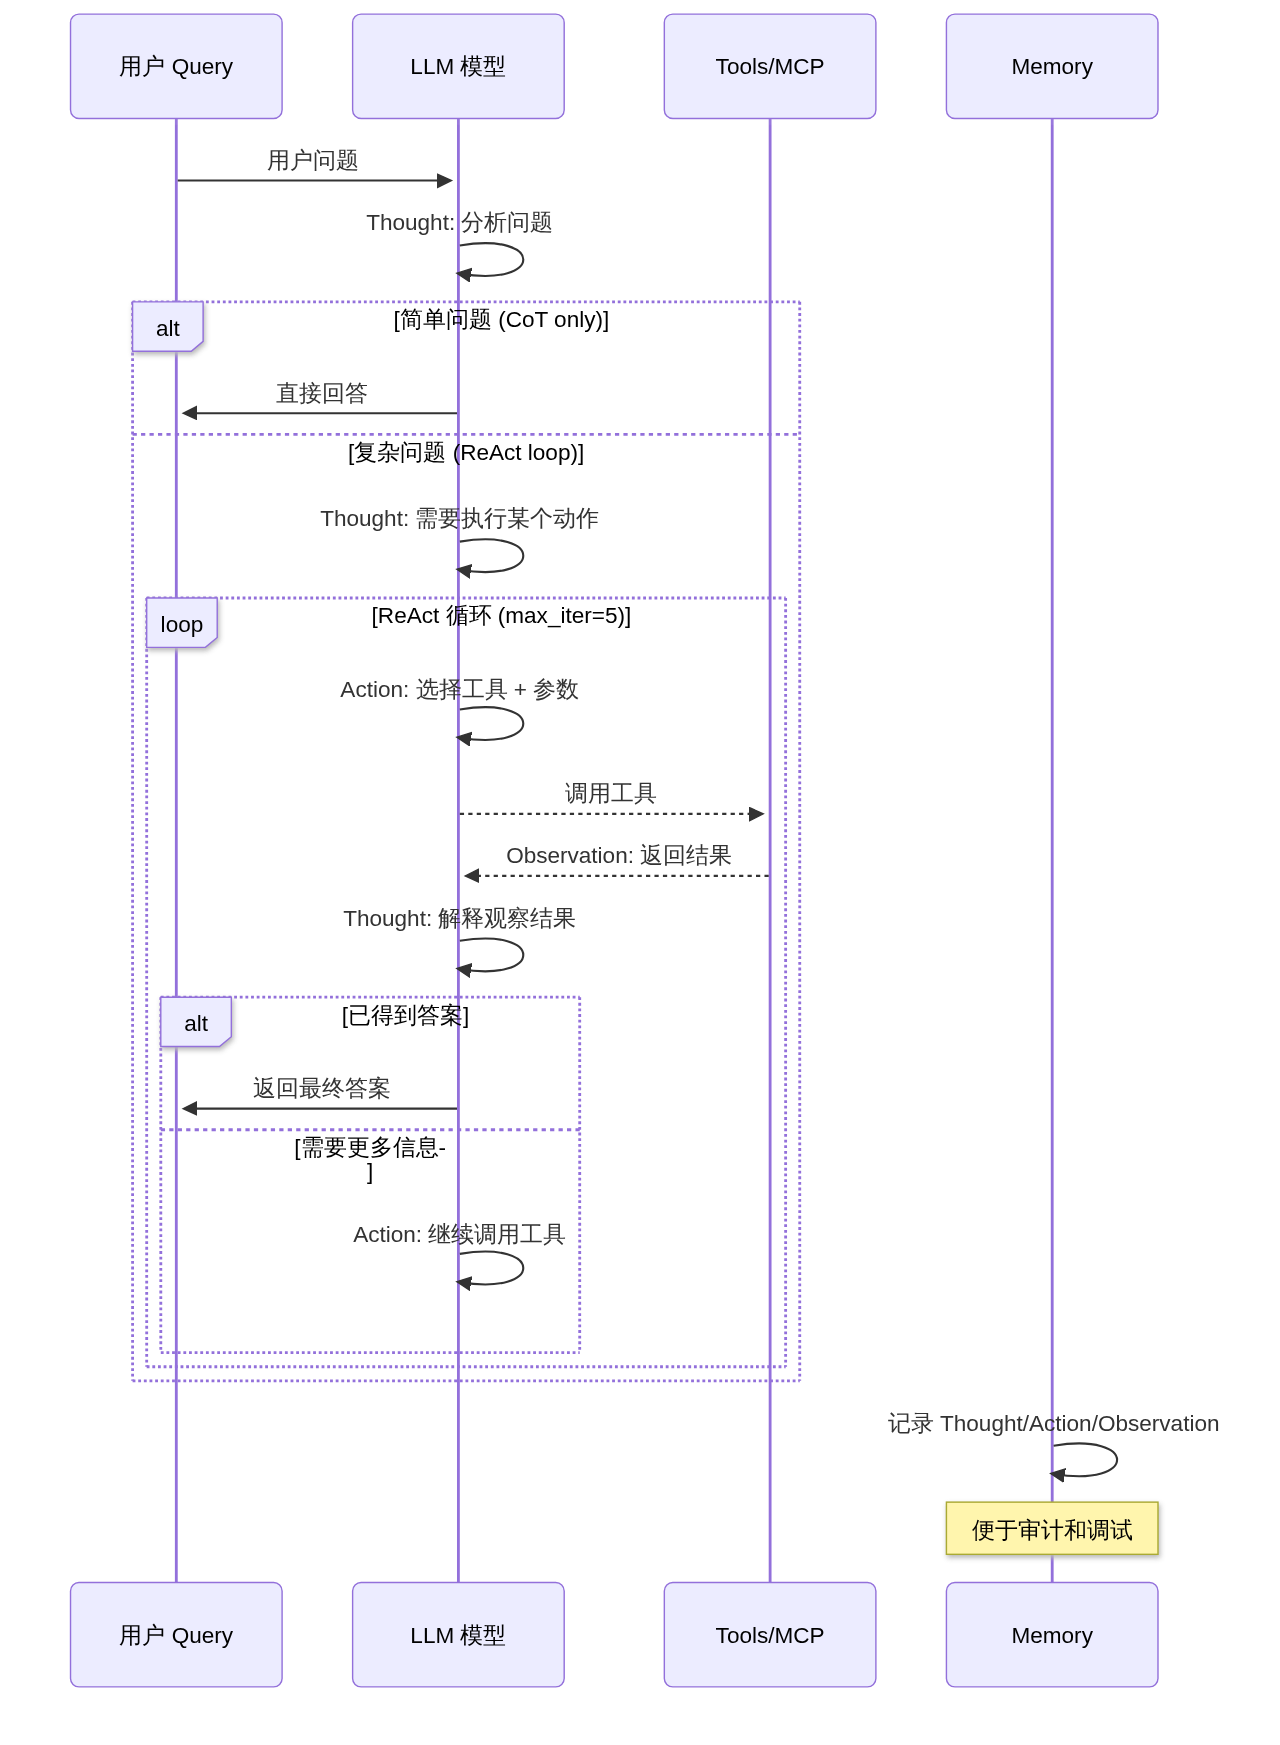 用户 Query
LLM 模型
Tools/MCP
Memory
用户问题
Thought: 分析问题
alt
[简单问题 (CoT only)]
直接回答
[复杂问题 (ReAct loop)]
Thought: 需要执行某个动作
loop
[ReAct 循环 (max_iter=5)]
Action: 选择工具 + 参数
调用工具
Observation: 返回结果
Thought: 解释观察结果
alt
[已得到答案]
返回最终答案
[需要更多信息-
]
Action: 继续调用工具
记录 Thought/Action/Observation
便于审计和调试
用户 Query
LLM 模型
Tools/MCP
Memory